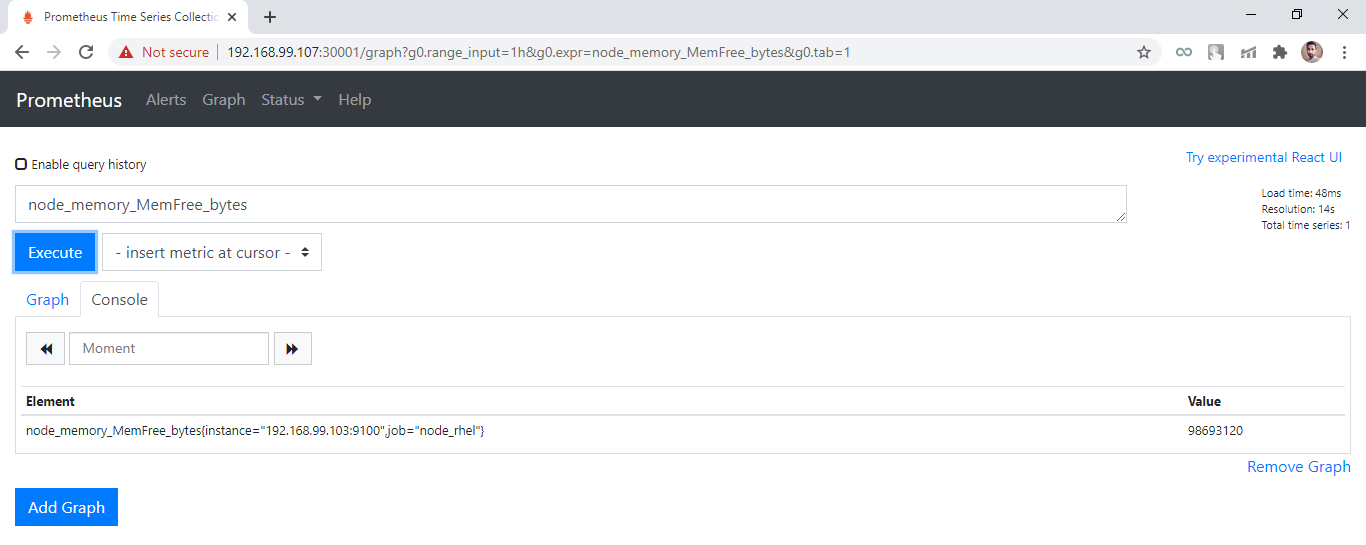 Prometheus Time Series Collectio
Not secure 192.168.99.107:30001/graph?g0.range_input=1h&g0.expr=node_memory_MemFree_bytes&g0.tab=1
Prometheus Alerts Graph Status Help
Enable query history
Try experimental React UI
node_memory_MemFree_bytes
Load time: 48ms
Resolution: 14s
Total time series: 1
Execute - insert metric at cursor -
Graph Console
Moment
Element Value
node_memory_MemFree_bytes{instance="192.168.99.103:9100",job="node_rhel"} 98693120
Remove Graph
Add Graph